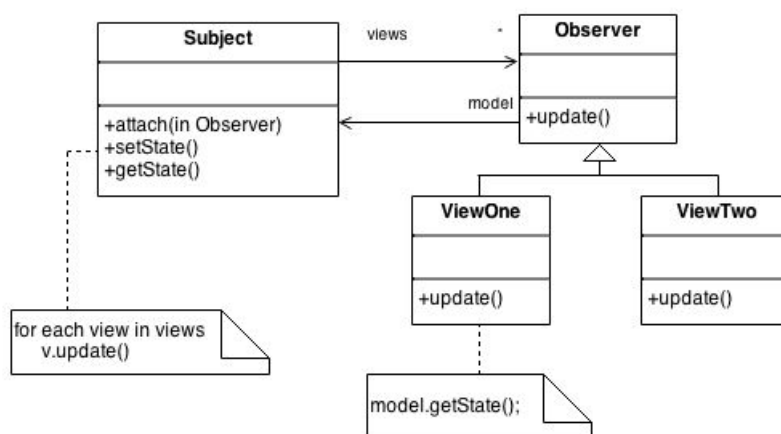 Subject
views
*
Observer
model
+attach(in Observer)
+setState()
+getState()
+update()
ViewOne
ViewTwo
+update()
+update()
for each view in views
v.update()
model.getState();